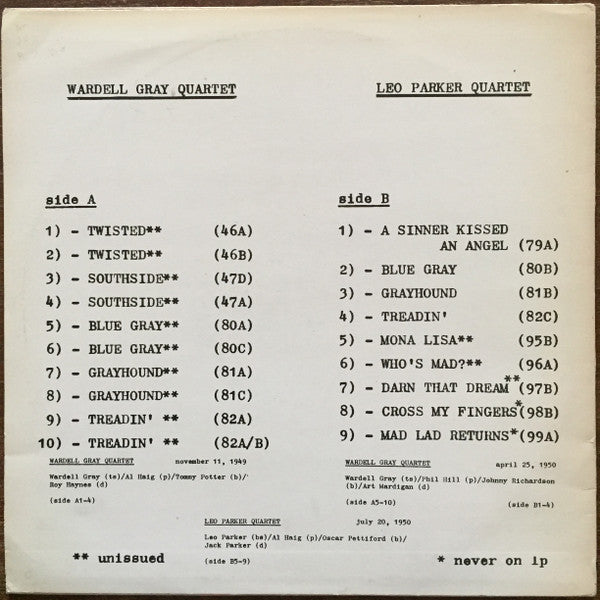 WARDELL GRAY QUARTET
LEO PARKER QUARTET
side A
1) - TWISTED** (46A)
2) - TWISTED** (46B)
3) - SOUTHSIDE** (47D)
4) - SOUTHSIDE** (47A)
5) - BLUE GRAY** (80A)
6) - BLUE GRAY** (80C)
7) - GRAYHOUND** (81A)
8) - GRAYHOUND** (81C)
9) - TREADIN' ** (82A)
10) - TREADIN' ** (82A/B)
side B
1) - A SINNER KISSED
AN ANGEL (79A)
2) - BLUE GRAY (80B)
3) - GRAYHOUND (81B)
4) - TREADIN' (82C)
5) - MONA LISA** (95B)
6) - WHO'S MAD?** (96A)
7) - DARN THAT DREAM** (97B)
8) - CROSS MY FINGERS* (98B)
9) - MAD LAD RETURNS* (99A)
WARDELL GRAY QUARTET november 11, 1949
Wardell Gray (ts)/Al Haig (p)/Tommy Potter (b)/
Roy Haynes (d)
(side A1-4)
WARDELL GRAY QUARTET april 25, 1950
Wardell Gray (ts)/Phil Hill (p)/Johnny Richardson
(b)/Art Mardigan (d)
(side A5-10) (side B1-4)
LEO PARKER QUARTET july 20, 1950
Leo Parker (bs)/Al Haig (p)/Oscar Pettiford (b)/
Jack Parker (d)
(side B5-9)
** unissued
* never on lp